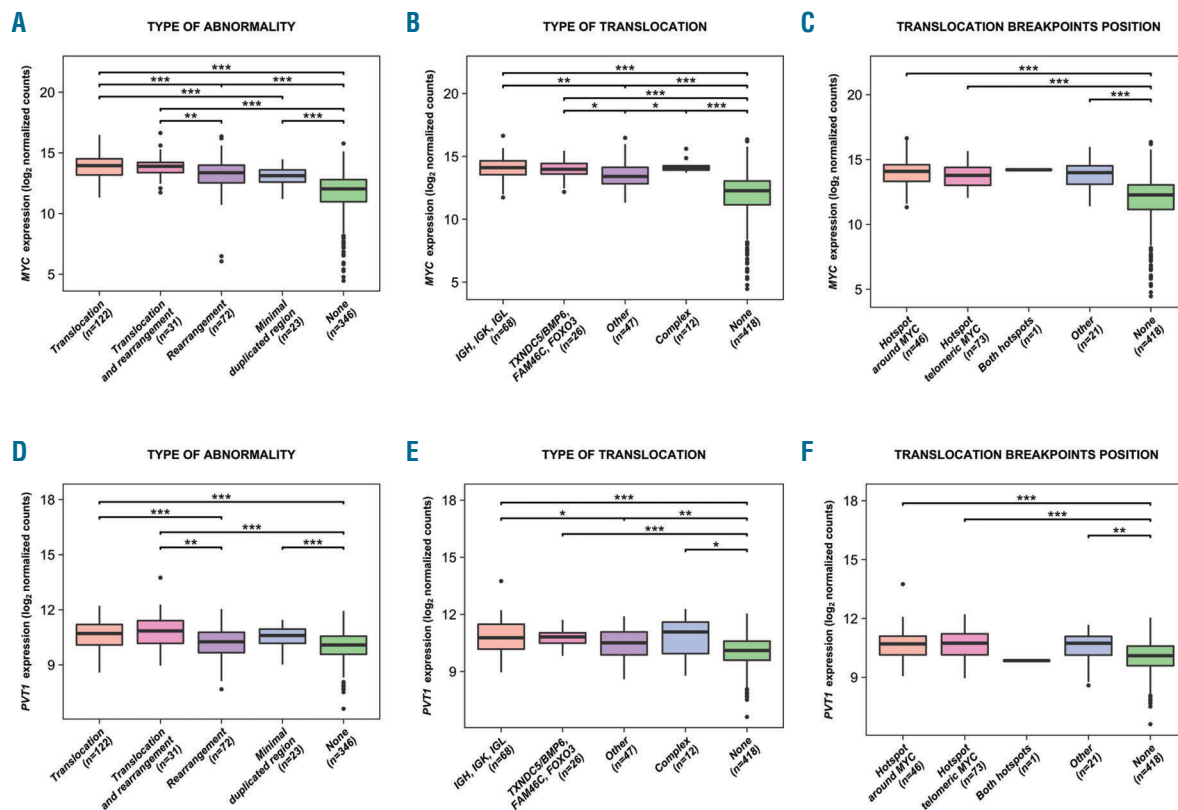 A
TYPE OF ABNORMALITY
MYC expression (log2 normalized counts)
20
15
10
5
***
***
***
***
***
**
***
Translocation
(n=122)
Translocation
and rearrangement
(n=31)
Rearrangement
(n=72)
Minimal
duplicated region
(n=23)
None
(n=346)
B
TYPE OF TRANSLOCATION
MYC expression (log2 normalized counts)
20
15
10
5
***
**
***
***
*
*
***
IGH, IGK, IGL
(n=68)
TXNDC5/BMP6,
FAM46C, FOXO3
(n=26)
Other
(n=47)
Complex
(n=12)
None
(n=418)
C
TRANSLOCATION BREAKPOINTS POSITION
MYC expression (log2 normalized counts)
20
15
10
5
***
***
***
Hotspot
around MYC
(n=46)
Hotspot
telomeric MYC
(n=73)
Both hotspots
(n=1)
Other
(n=21)
None
(n=418)
D
TYPE OF ABNORMALITY
PVT1 expression (log2 normalized counts)
18
15
12
9
***
***
***
**
***
Translocation
(n=122)
Translocation
and rearrangement
(n=31)
Rearrangement
(n=72)
Minimal
duplicated region
(n=23)
None
(n=346)
E
TYPE OF TRANSLOCATION
PVT1 expression (log2 normalized counts)
18
15
12
9
***
*
**
***
*
IGH, IGK, IGL
(n=68)
TXNDC5/BMP6,
FAM46C, FOXO3
(n=26)
Other
(n=47)
Complex
(n=12)
None
(n=418)
F
TRANSLOCATION BREAKPOINTS POSITION
PVT1 expression (log2 normalized counts)
18
15
12
9
***
***
**
Hotspot
around MYC
(n=46)
Hotspot
telomeric MYC
(n=73)
Both hotspots
(n=1)
Other
(n=21)
None
(n=418)